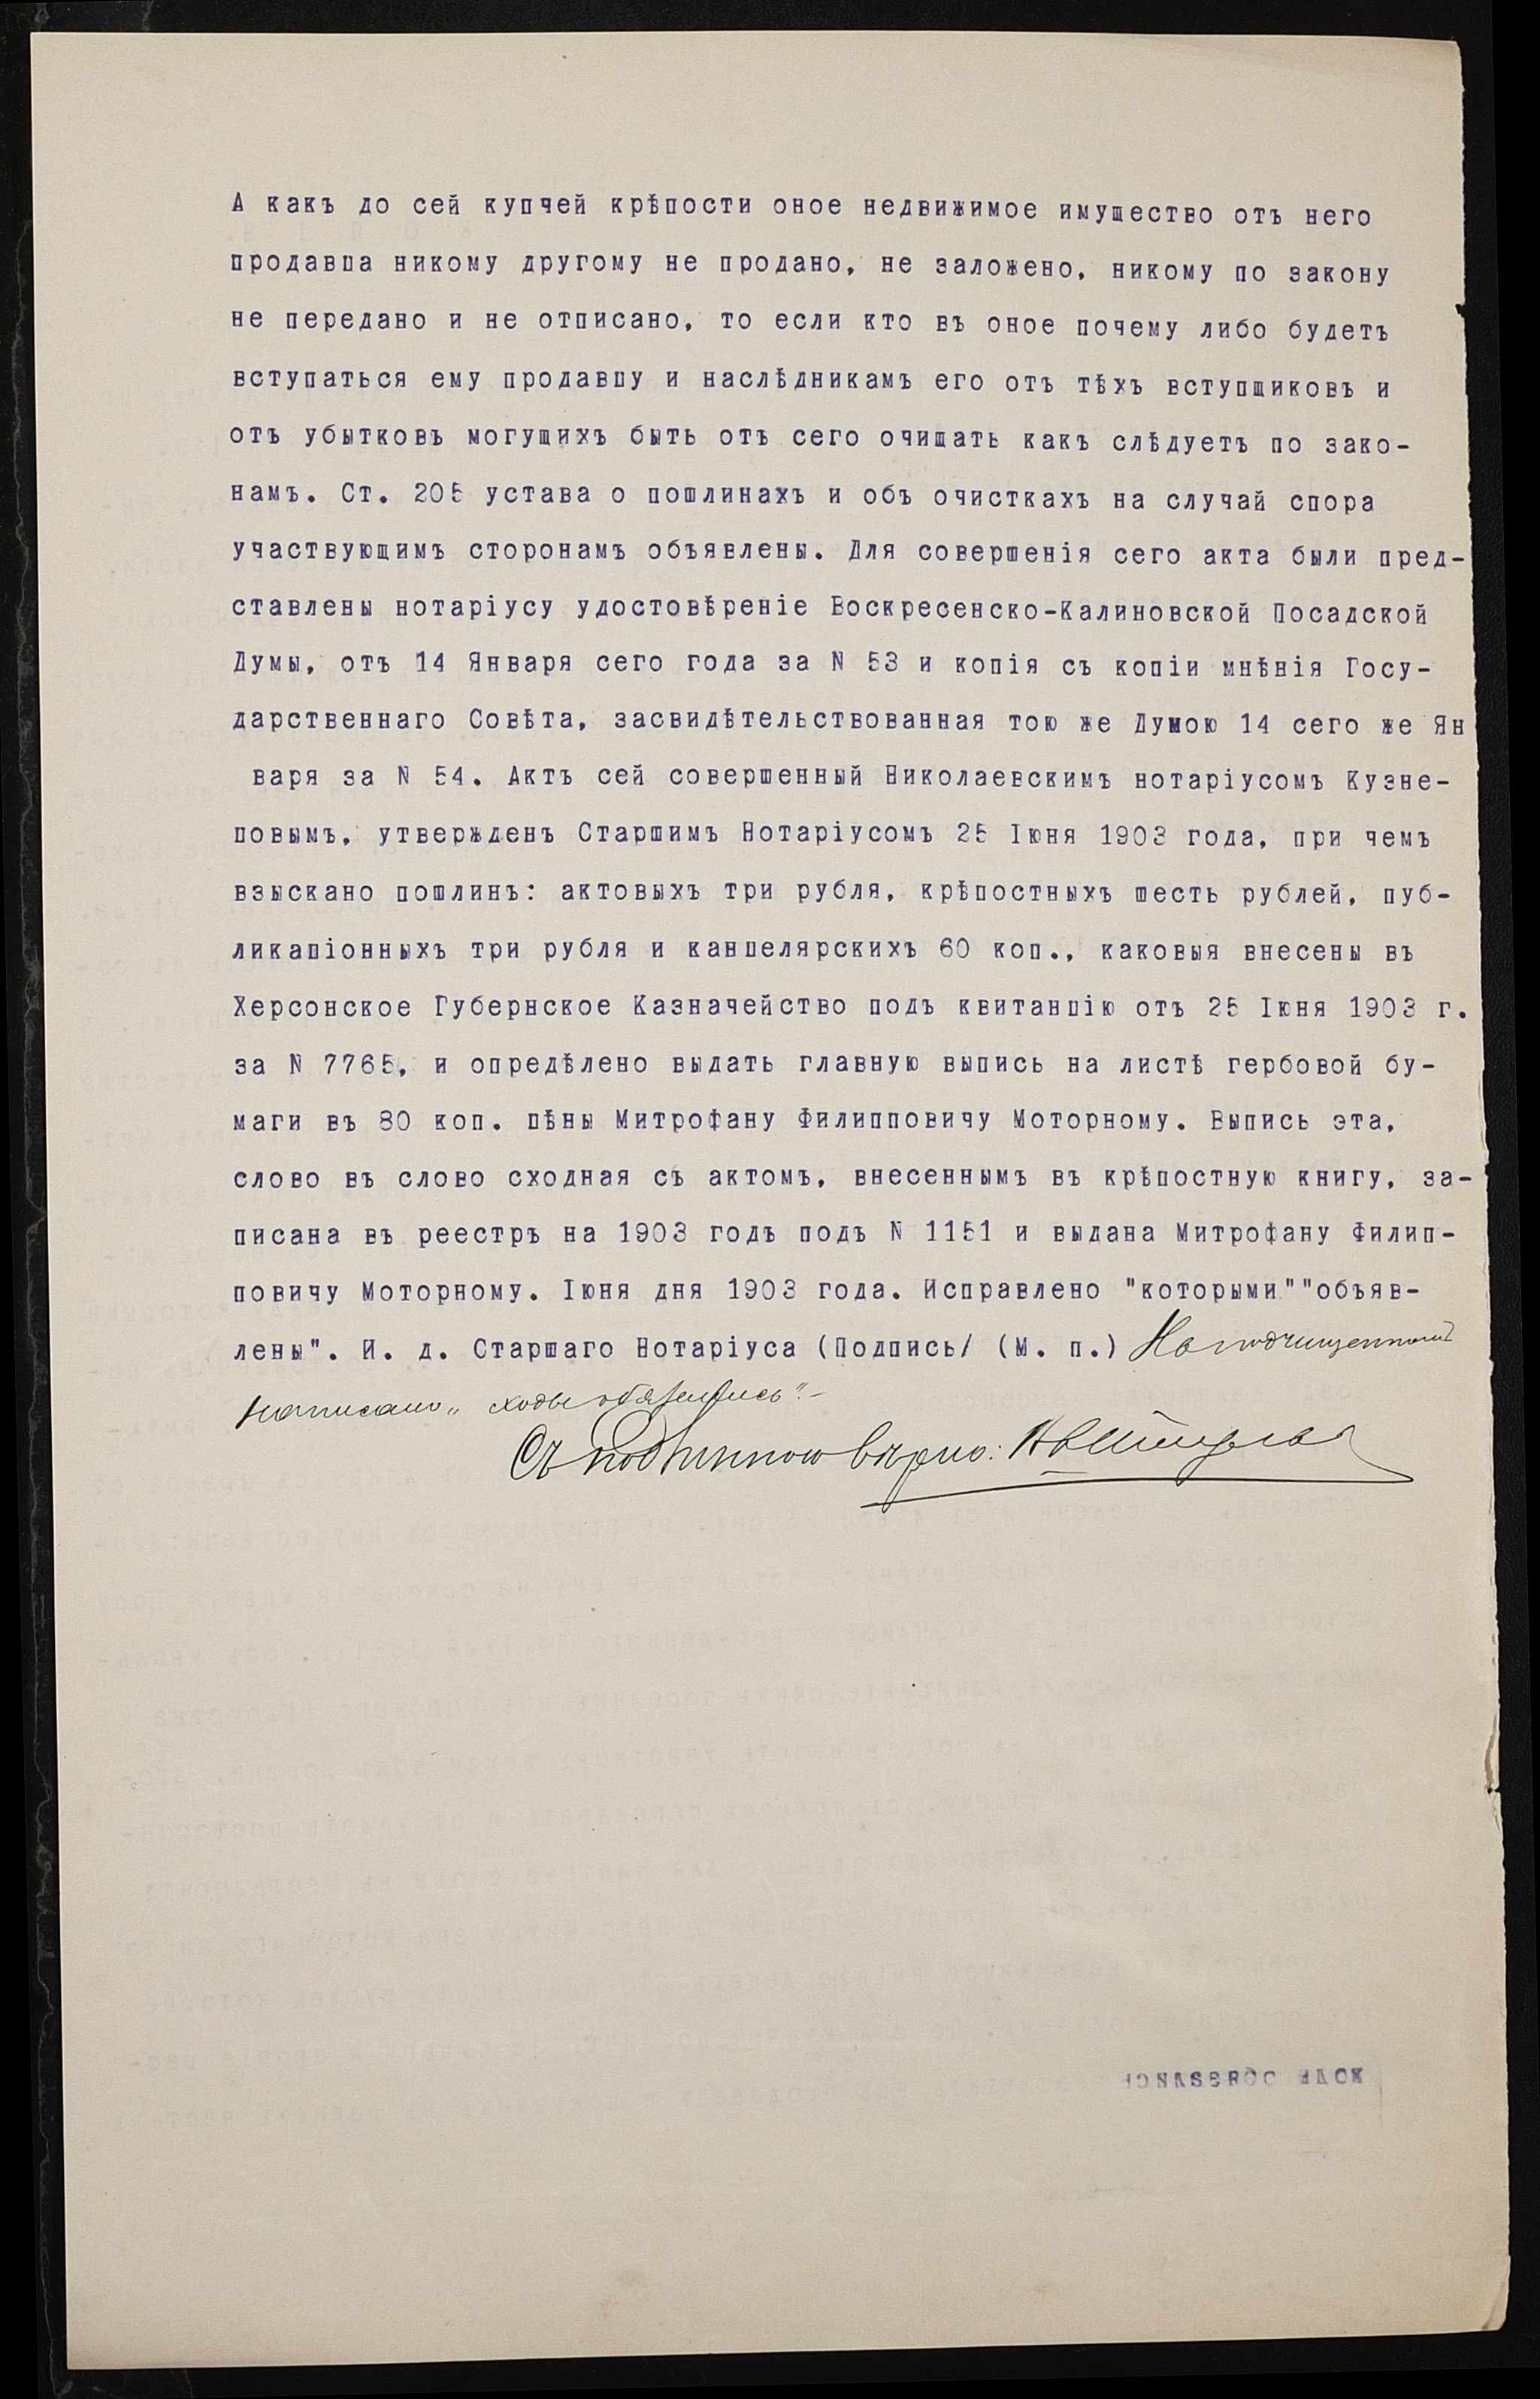 А какъ до сей купчей крѣпости оное недвижимое имущество отъ него
продавца никому другому не продано, не заложено, никому по закону
не передано и не отписано, то если кто въ оное почему либо будетъ
вступаться ему продавцу и наслѣдникамъ его отъ тѣхъ вступщиковъ и
отъ убытковъ могущихъ быть отъ сего очищать какъ слѣдуетъ по зако-
намъ. Ст. 205 устава о пошлинахъ и объ очисткахъ на случай спора
участвующимъ сторонамъ объявлены. Для совершенія сего акта были пред-
ставлены нотаріусу удостовѣреніе Воскресенско-Калиновской Посадской
Думы, отъ 14 Января сего года за N 53 и копія съ копіи мнѣнія Госу-
дарственнаго Совѣта, засвидѣтельствованная тою же Думою 14 сего же Ян
варя за N 54. Актъ сей совершенный Николаевскимъ нотаріусомъ Кузне-
цовымъ, утвержденъ Старшимъ Нотаріусомъ 25 Іюня 1903 года, при чемъ
взыскано пошлинъ: актовыхъ три рубля, крѣпостныхъ шесть рублей, пуб-
ликаціонныхъ три рубля и канцелярскихъ 60 коп., каковыя внесены въ
Херсонское Губернское Казначейство подъ квитанцію отъ 25 Іюня 1903 г.
за N 7765, и опредѣлено выдать главную выпись на листѣ гербовой бу-
маги въ 80 коп. цѣны Митрофану Филипповичу Моторному. Выпись эта,
слово въ слово сходная съ актомъ, внесеннымъ въ крѣпостную книгу, за-
писана въ реестръ на 1903 годъ подъ N 1151 и выдана Митрофану Филип-
повичу Моторному. Іюня дня 1903 года. Исправлено "которыми""объяв-
лены". И. д. Старшаго Нотаріуса (Подпись/ (М. п.) На подчищенномъ
написано „
Съ подлиннымъ вѣрно: